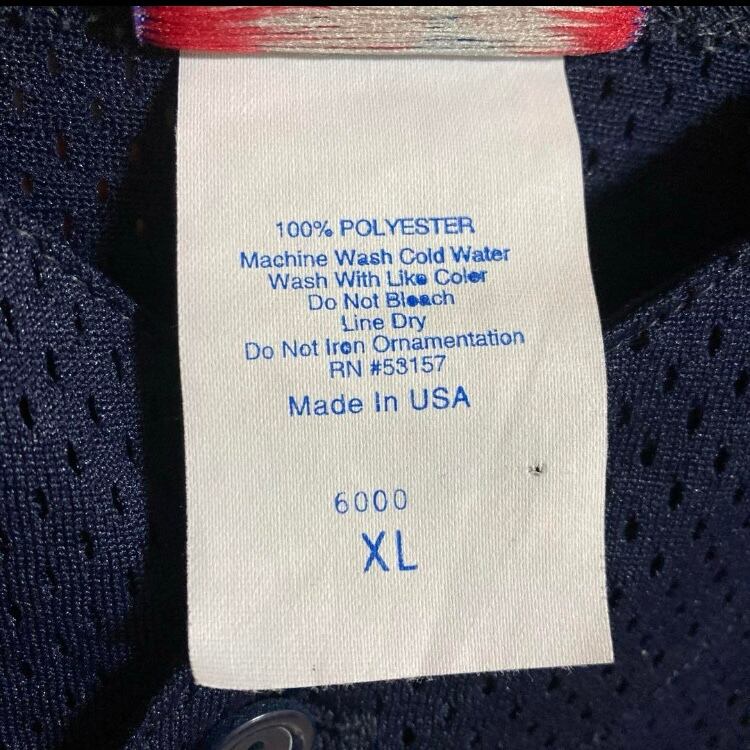 100% POLYESTER
Machine Wash Cold Water
Wash With Like Color
Do Not Bleach
Line Dry
Do Not Iron Ornamentation
RN #53157
Made In USA
6000
XL